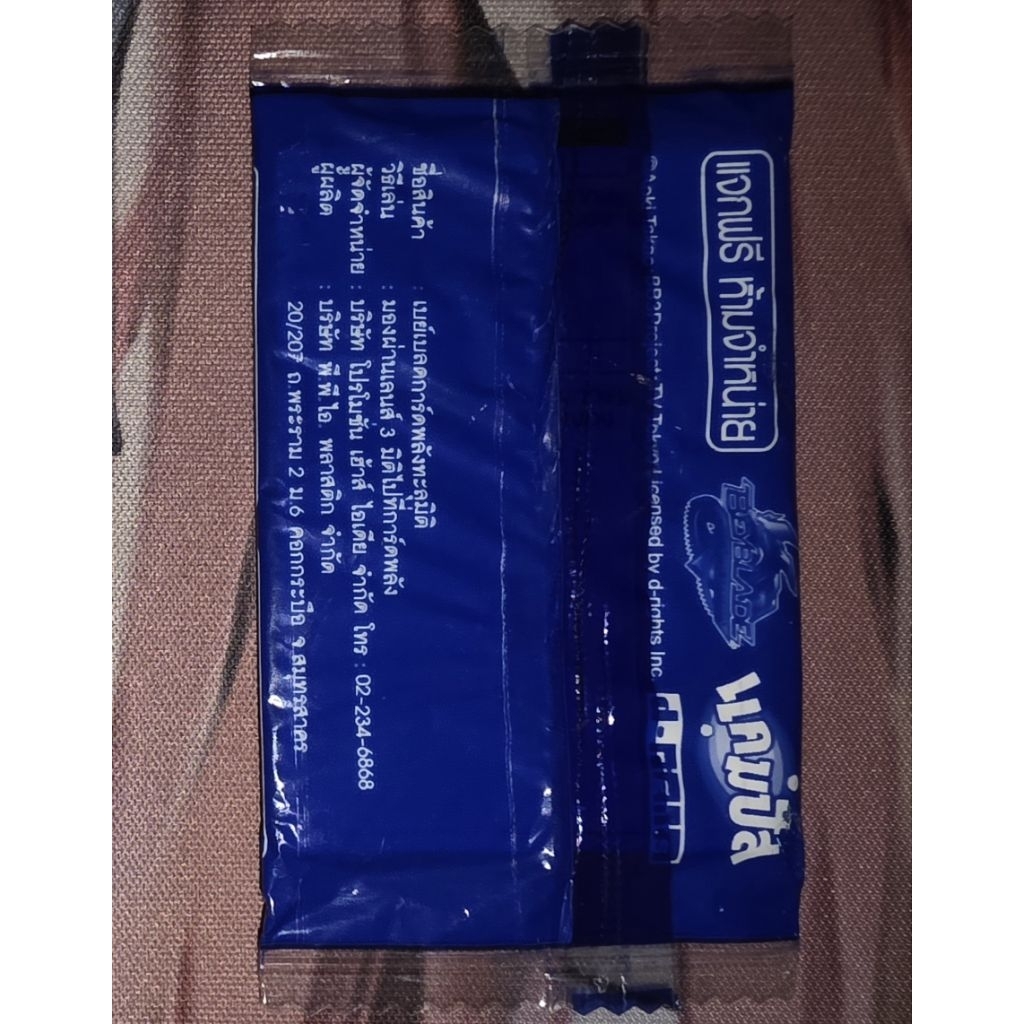 แจกฟรี ห้ามจำหน่าย
แคมปัส
Licensed by d-rights Inc.
ชื่อสินค้า : เบย์เบลดการ์ดพลังทะลุมิติ
วิธีเล่น : มองผ่านเลนส์ 3 มิติไปที่การ์ดพลัง
ผู้จัดจำหน่าย : บริษัท โปรโมชั่น เฮ้าส์ ไอเดีย จำกัด โทร : 02-234-6868
ผู้ผลิต : บริษัท พี.พี.ไอ พลาสติก จำกัด
20/207 ถ.พระราม 2 ม.6 คอกกระบือ จ.สมุทรสาคร